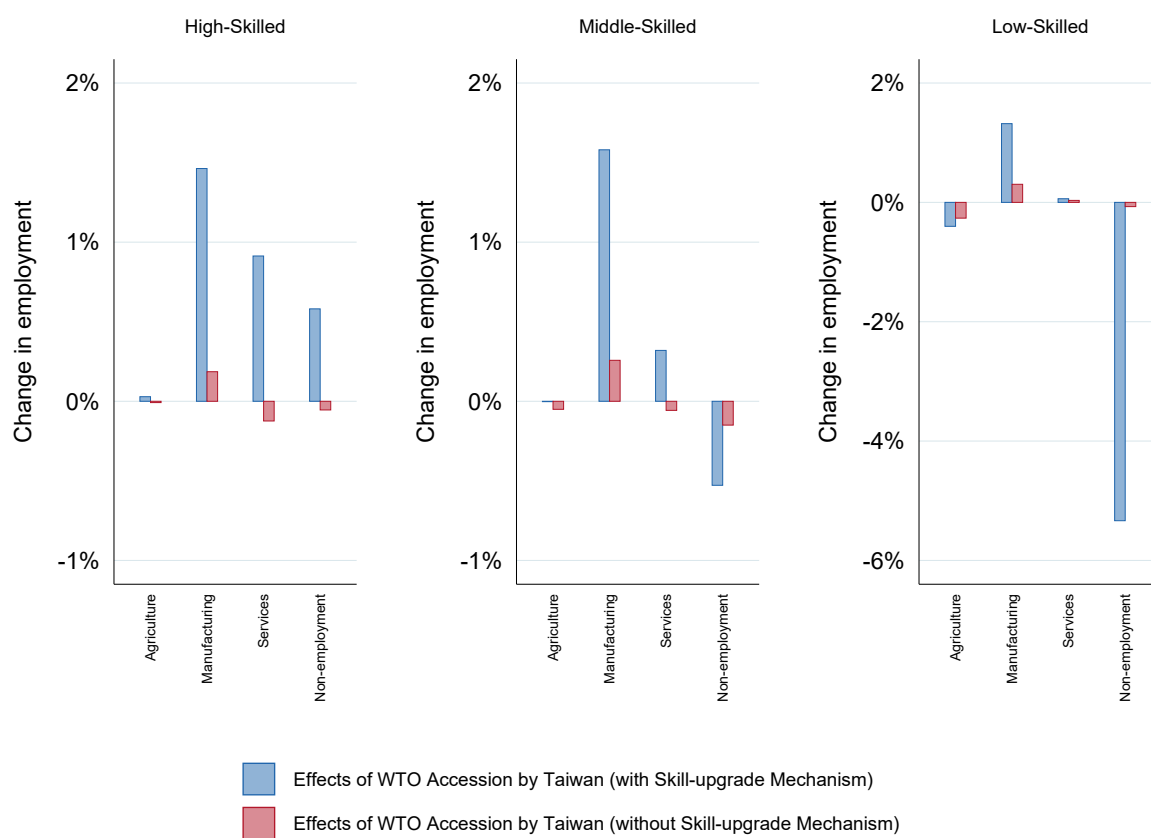 High-Skilled
2%
1%
0%
-1%
Change in employment
Agriculture
Manufacturing
Services
Non-employment
Middle-Skilled
2%
1%
0%
-1%
Change in employment
Agriculture
Manufacturing
Services
Non-employment
Low-Skilled
2%
0%
-2%
-4%
-6%
Change in employment
Agriculture
Manufacturing
Services
Non-employment
Effects of WTO Accession by Taiwan (with Skill-upgrade Mechanism)
Effects of WTO Accession by Taiwan (without Skill-upgrade Mechanism)